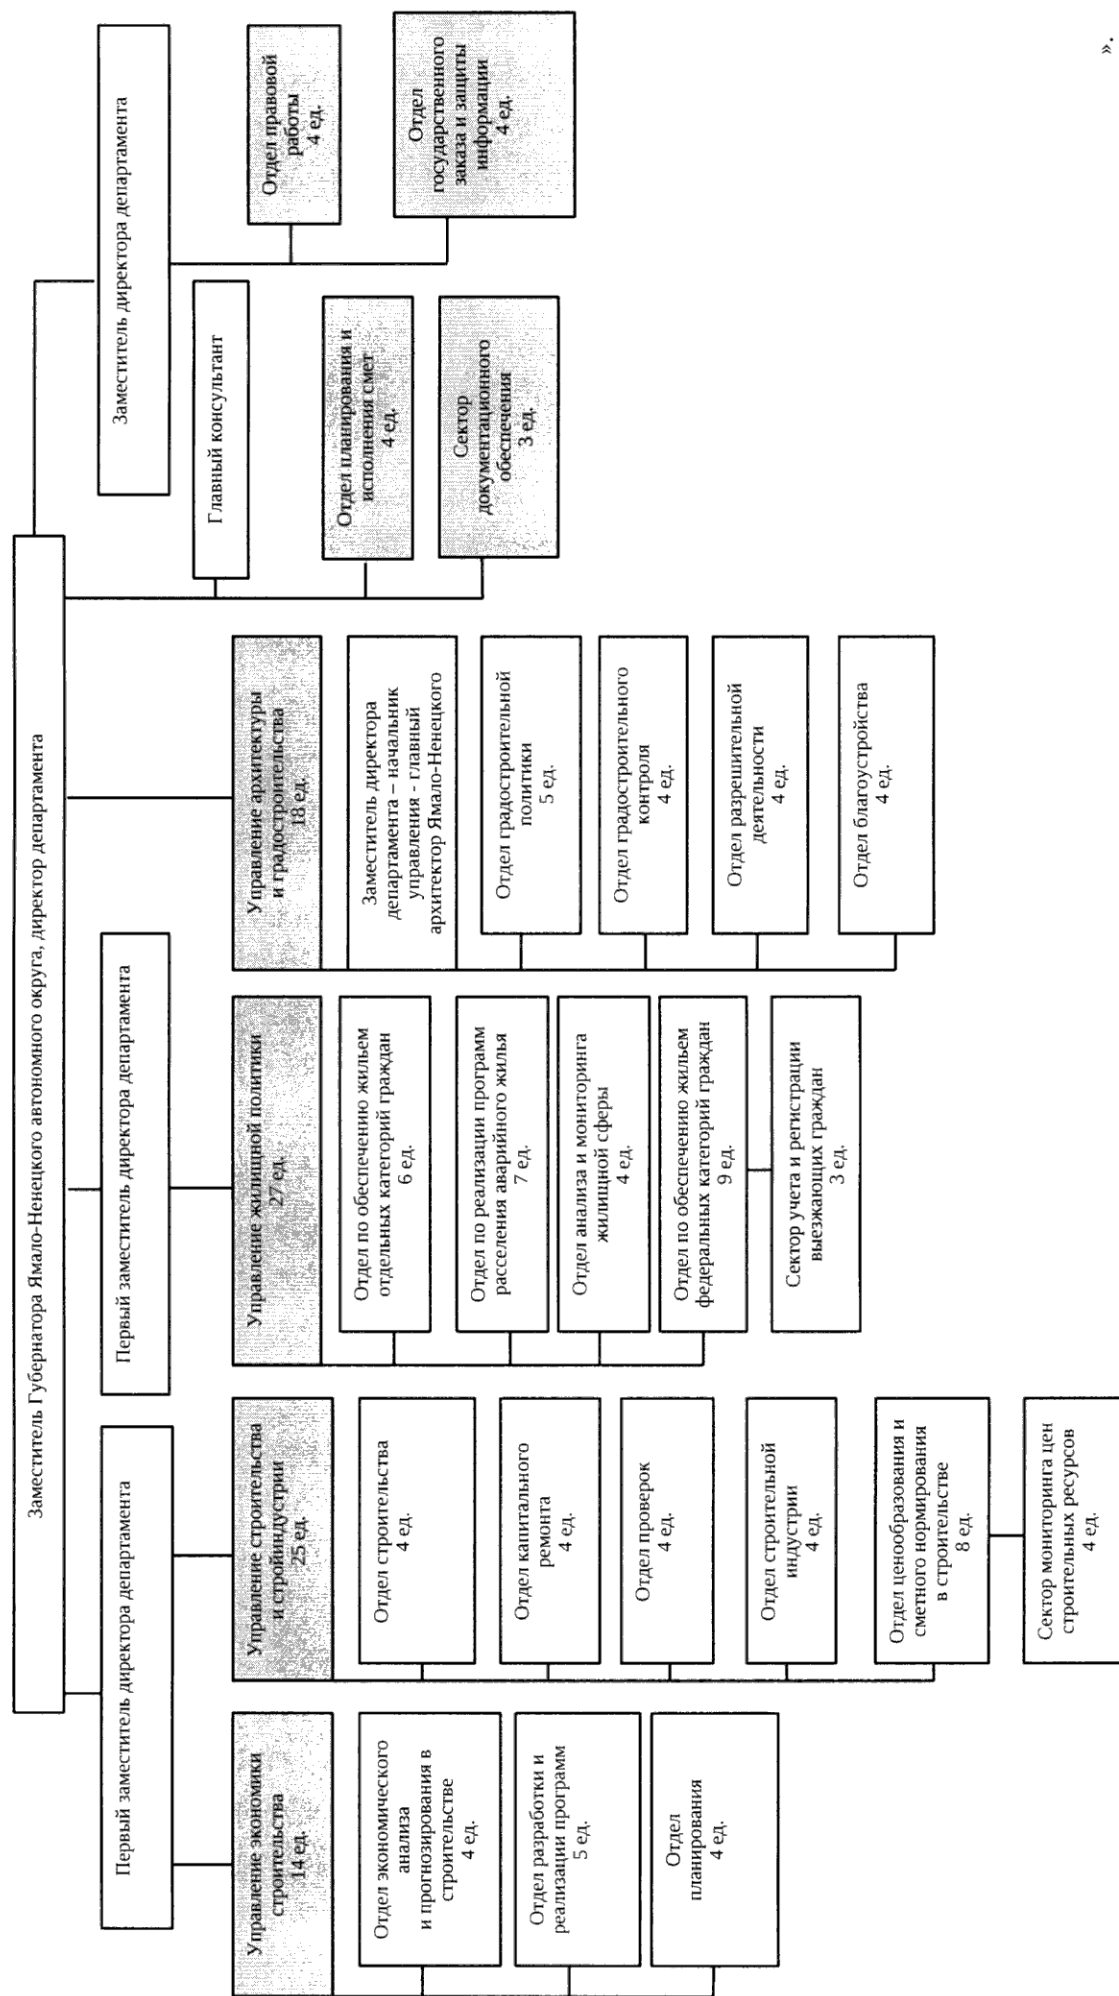 Заместитель Губернатора Ямало-Ненецкого автономного округа, директор департамента
Первый заместитель директора департамента
Первый заместитель директора департамента
Заместитель директора департамента
Управление экономики
строительства
14 ед.
Отдел экономического
анализа
и прогнозирования в
строительстве
4 ед.
Отдел разработки и
реализации программ
5 ед.
Отдел
планирования
4 ед.
Управление строительства
и стройиндустрии
25 ед.
Отдел строительства
4 ед.
Отдел капитального
ремонта
4 ед.
Отдел проверок
4 ед.
Отдел строительной
индустрии
4 ед.
Отдел ценообразования и
сметного нормирования
в строительстве
8 ед.
Сектор мониторинга цен
строительных ресурсов
4 ед.
Управление жилищной политики
27 ед.
Отдел по обеспечению жильем
отдельных категорий граждан
6 ед.
Отдел по реализации программ
расселения аварийного жилья
7 ед.
Отдел анализа и мониторинга
жилищной сферы
4 ед.
Отдел по обеспечению жильем
федеральных категорий граждан
9 ед.
Сектор учета и регистрации
выезжающих граждан
3 ед.
Управление архитектуры
и градостроительства
18 ед.
Заместитель директора
департамента – начальник
управления - главный
архитектор Ямало-Ненецкого
Отдел градостроительной
политики
5 ед.
Отдел градостроительного
контроля
4 ед.
Отдел разрешительной
деятельности
4 ед.
Отдел благоустройства
4 ед.
Главный консультант
Отдел планирования и
исполнения смет
4 ед.
Сектор
документационного
обеспечения
3 ед.
Отдел правовой
работы
4 ед.
Отдел
государственного
заказа и защиты
информации
4 ед.
».